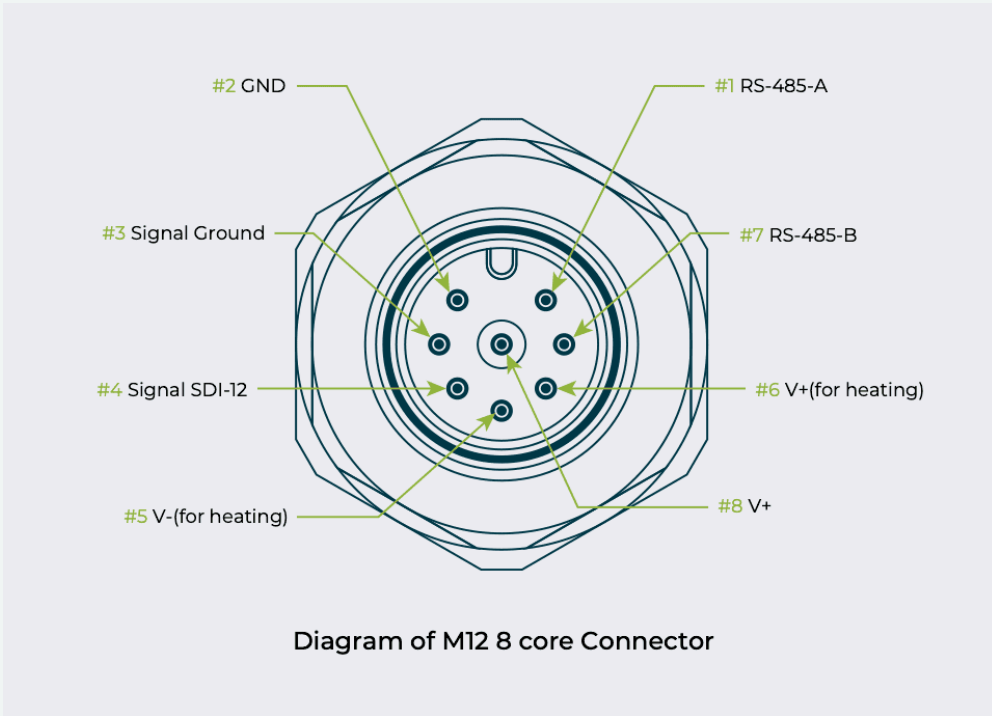 #2 GND
#1 RS-485-A
#3 Signal Ground
#7 RS-485-B
#4 Signal SDI-12
#6 V+(for heating)
#5 V-(for heating)
#8 V+
Diagram of M12 8 core Connector